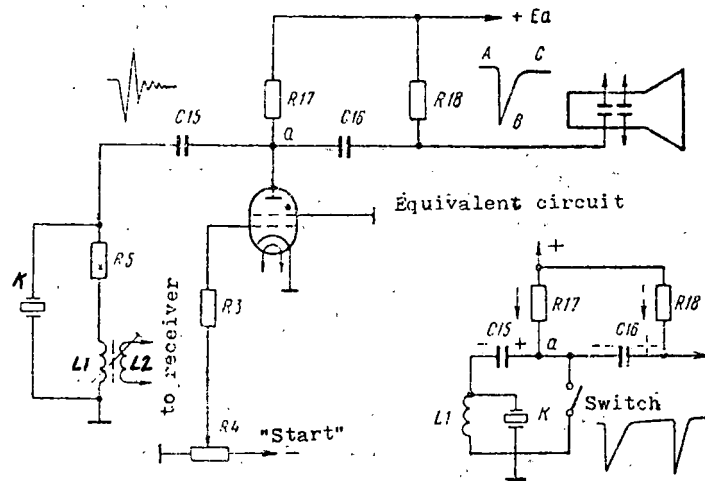 + Ea
A
C
C15
R17
C16
R18
B
a
Equivalent circuit
K
R5
R3
to receiver
L1
L2
R4
"Start"
-
+
R17
R18
C15
-
+
a
C16
-
+
L1
K
Switch